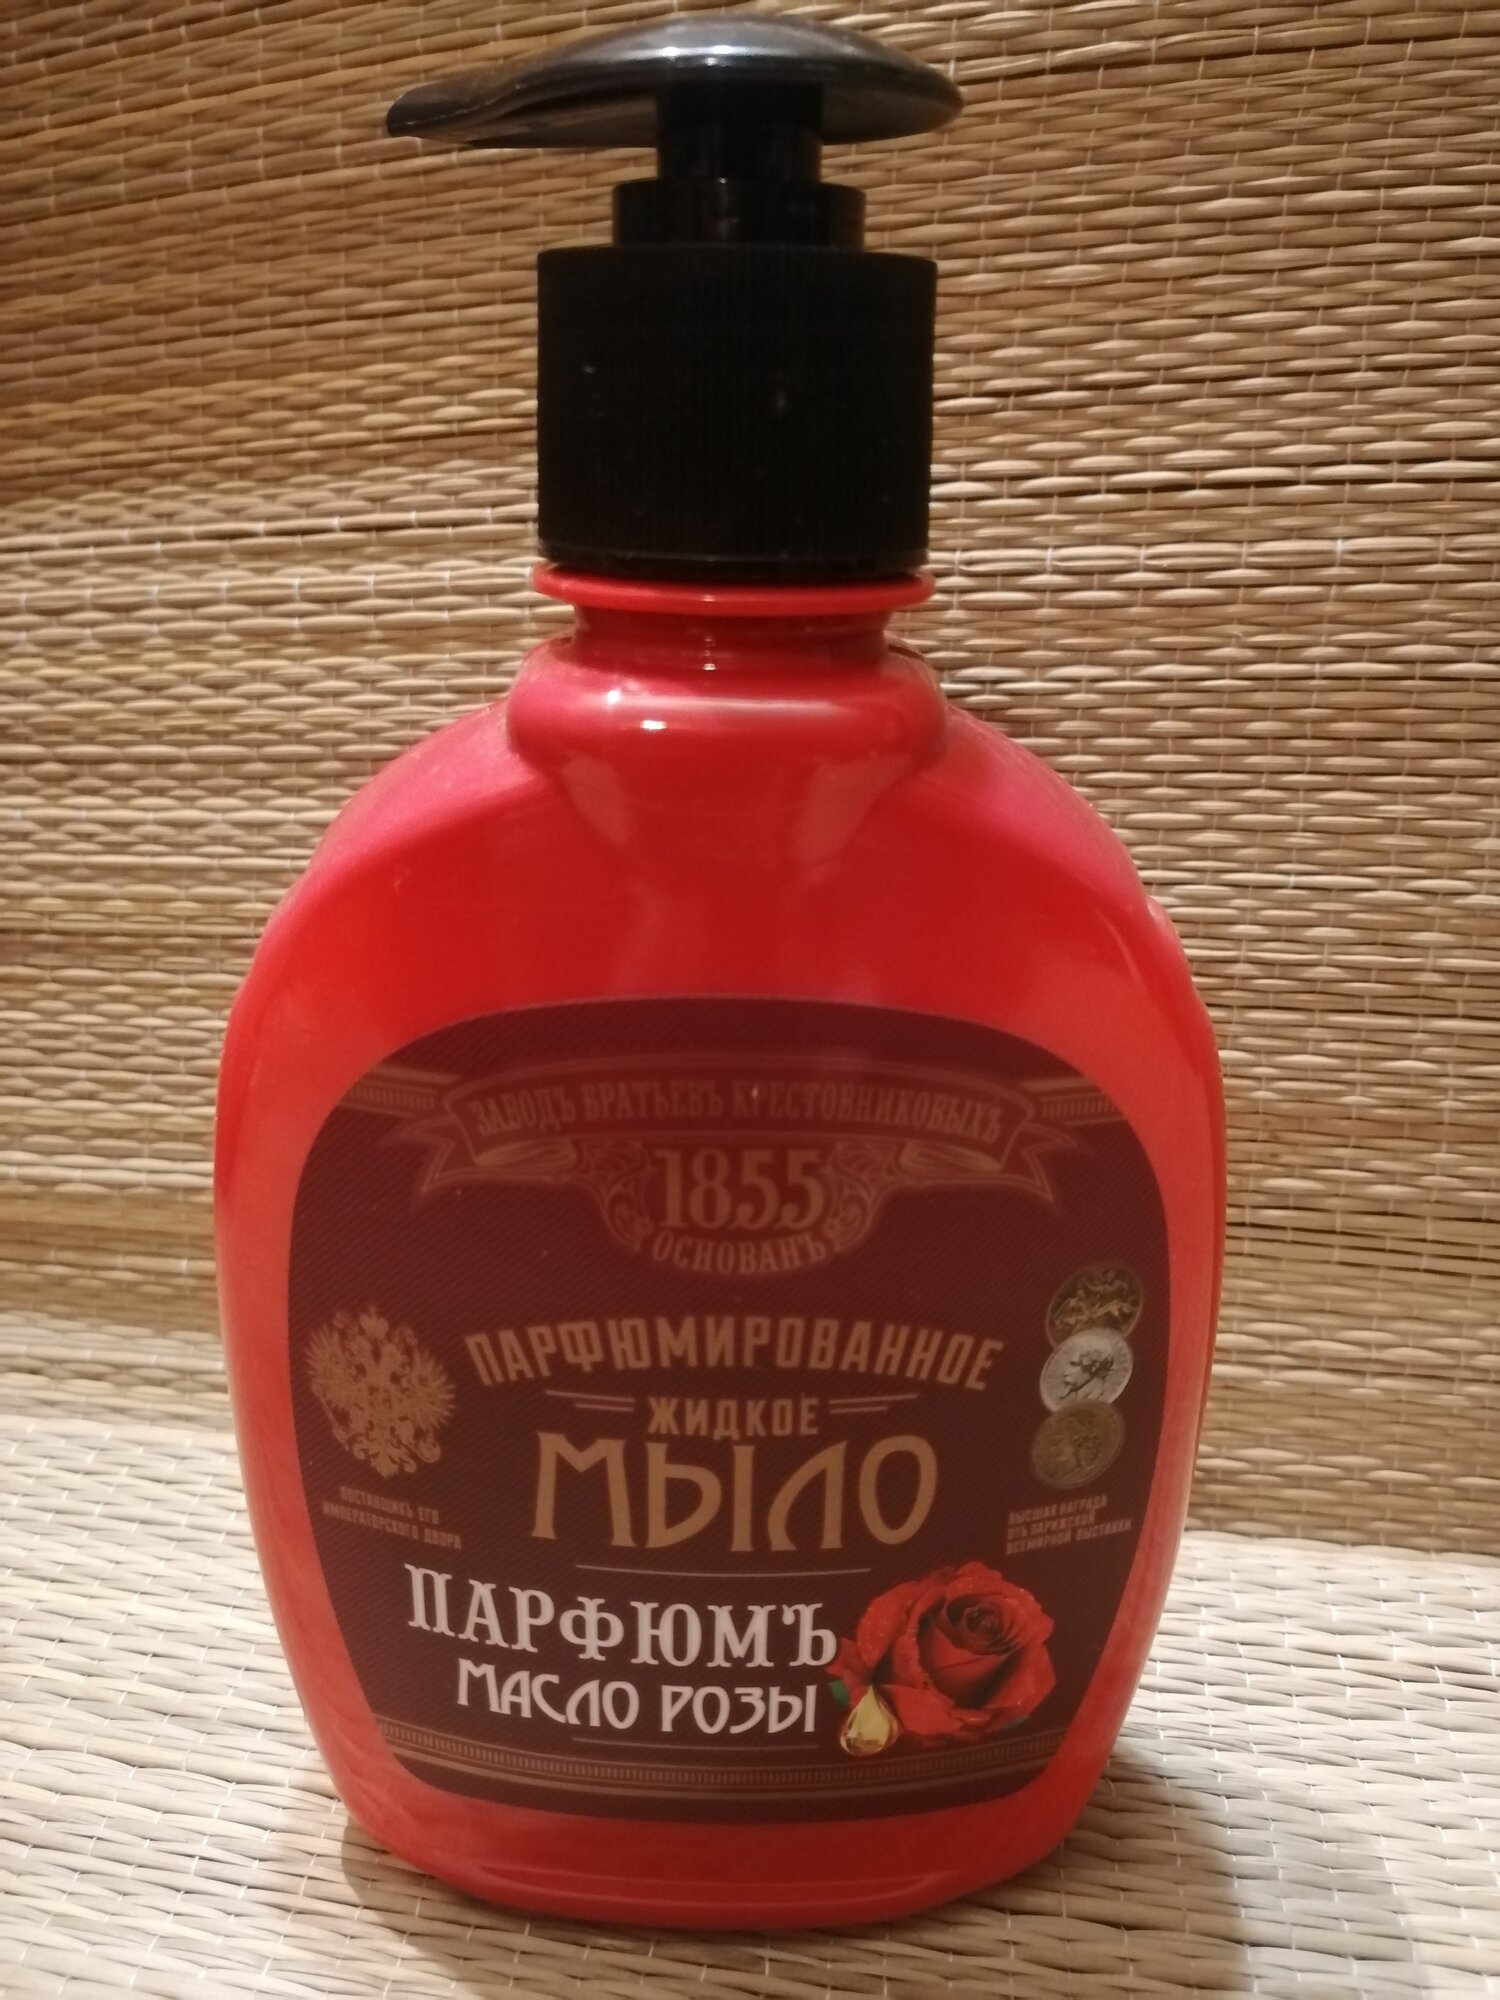 ЗАВОДЪ БРАТЬЕВЪ КРЕСТОВНИКОВЫХЪ
1855
ОСНОВАНЪ
ПАРФЮМИРОВАННОЕ
ЖИДКОЕ
МЫЛО
ПОСТАВЩИКЪ ЕГО
ИМПЕРАТОРСКОГО ДВОРА
ВЫСШАЯ НАГРАДА
ОТЪ ПАРИЖСКОЙ
ВСЕМИРНОЙ ВЫСТАВКИ
ПАРФЮМЪ
МАСЛО РОЗЫ